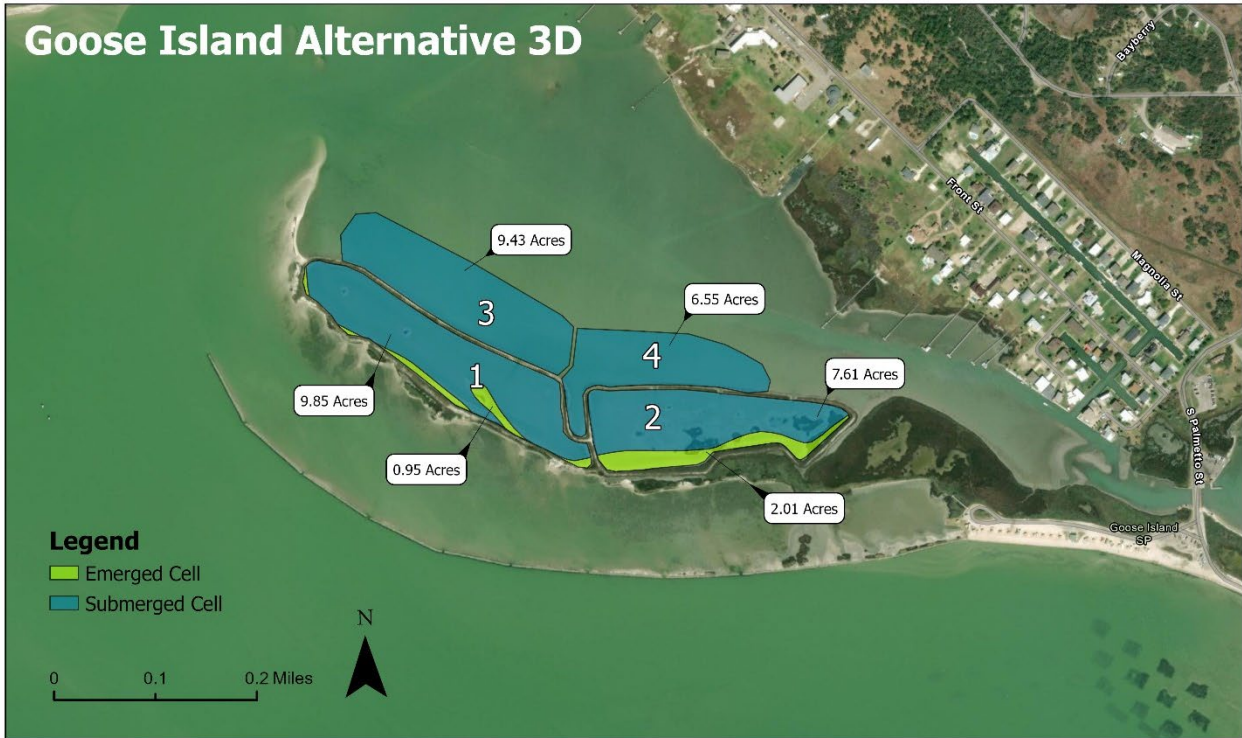 Goose Island Alternative 3D
Bayberry
Front St
Magnolia St
S Palmetto St
9.43 Acres
6.55 Acres
3
4
1
7.61 Acres
9.85 Acres
2
0.95 Acres
2.01 Acres
Goose Island
SP
Legend
Emerged Cell
Submerged Cell
N
0 0.1 0.2 Miles